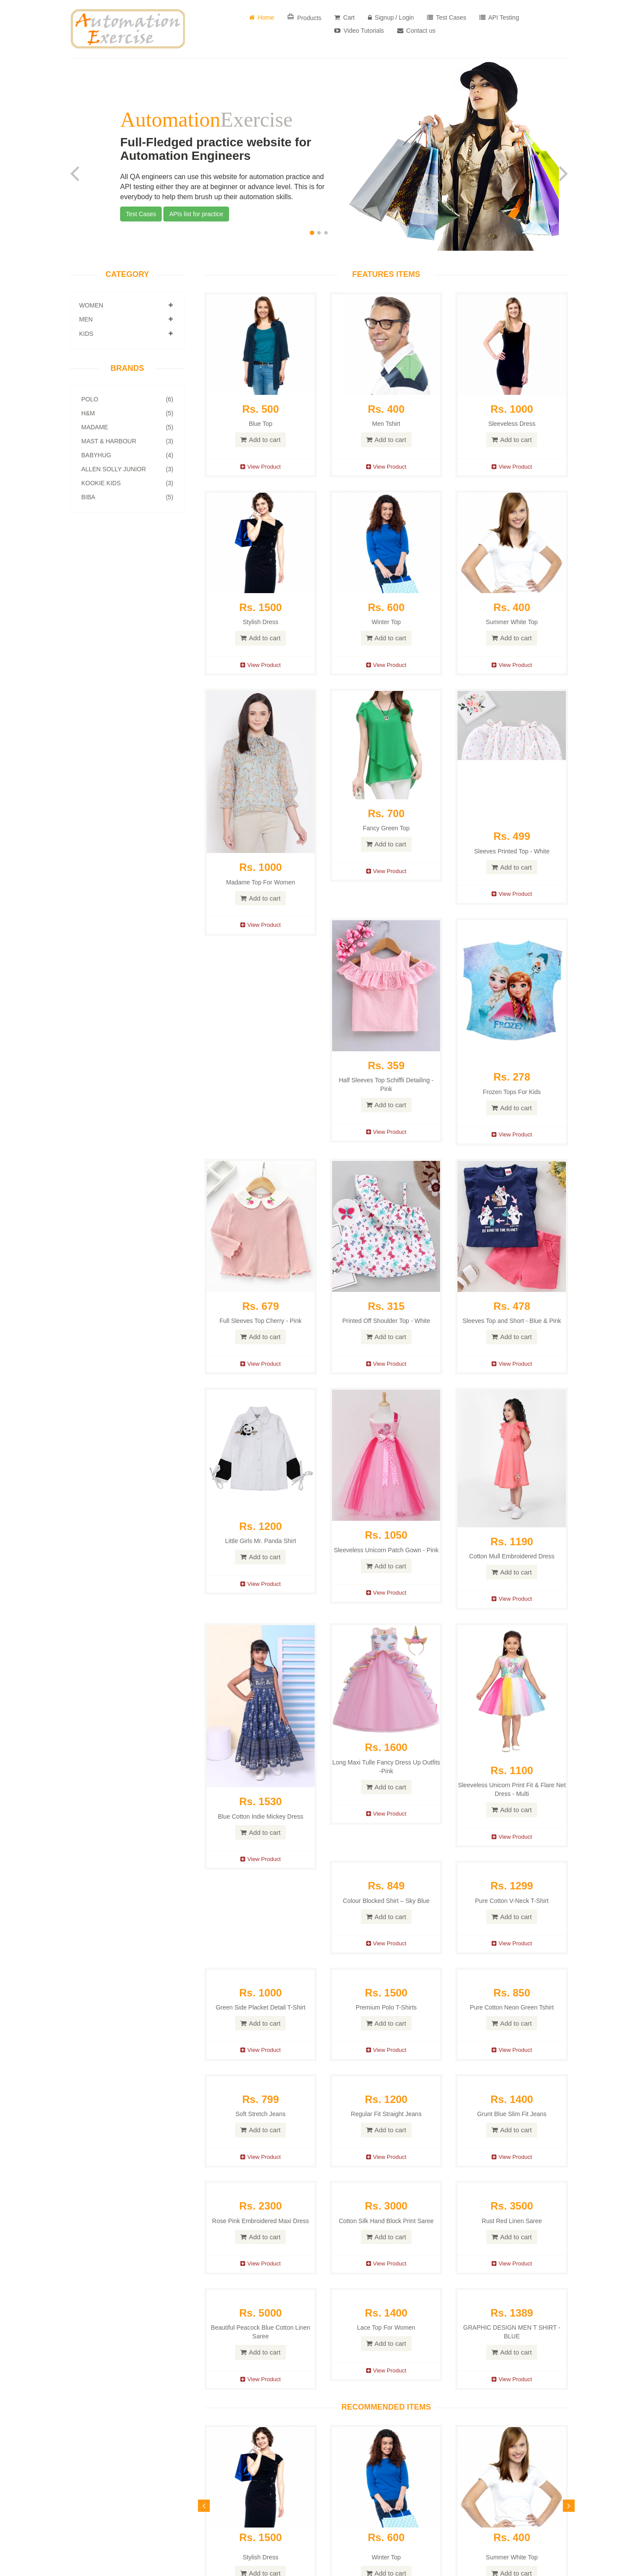 Automation
Exercise
Home
Products
Cart
Signup / Login
Test Cases
API Testing
Video Tutorials
Contact us
AutomationExercise
Full-Fledged practice website for
Automation Engineers
All QA engineers can use this website for automation practice and
API testing either they are at beginner or advance level. This is for
everybody to help them brush up their automation skills.
Test Cases
APIs list for practice
CATEGORY
WOMEN
MEN
KIDS
BRANDS
POLO (6)
H&M (5)
MADAME (5)
MAST & HARBOUR (3)
BABYHUG (4)
ALLEN SOLLY JUNIOR (3)
KOOKIE KIDS (3)
BIBA (5)
FEATURES ITEMS
Rs. 500
Blue Top
Add to cart
View Product
Rs. 400
Men Tshirt
Add to cart
View Product
Rs. 1000
Sleeveless Dress
Add to cart
View Product
Rs. 1500
Stylish Dress
Add to cart
View Product
Rs. 600
Winter Top
Add to cart
View Product
Rs. 400
Summer White Top
Add to cart
View Product
Rs. 1000
Madame Top For Women
Add to cart
View Product
Rs. 700
Fancy Green Top
Add to cart
View Product
Rs. 499
Sleeves Printed Top - White
Add to cart
View Product
Rs. 359
Half Sleeves Top Schiffli Detailing -
Pink
Add to cart
View Product
FROZEN
Rs. 278
Frozen Tops For Kids
Add to cart
View Product
Rs. 679
Full Sleeves Top Cherry - Pink
Add to cart
View Product
Rs. 315
Printed Off Shoulder Top - White
Add to cart
View Product
Rs. 478
Sleeves Top and Short - Blue & Pink
Add to cart
View Product
Rs. 1200
Little Girls Mr. Panda Shirt
Add to cart
View Product
Rs. 1050
Sleeveless Unicorn Patch Gown - Pink
Add to cart
View Product
Rs. 1190
Cotton Mull Embroidered Dress
Add to cart
View Product
Rs. 1530
Blue Cotton Indie Mickey Dress
Add to cart
View Product
Rs. 1600
Long Maxi Tulle Fancy Dress Up Outfits
-Pink
Add to cart
View Product
Rs. 1100
Sleeveless Unicorn Print Fit & Flare Net
Dress - Multi
Add to cart
View Product
Rs. 849
Colour Blocked Shirt – Sky Blue
Add to cart
View Product
Rs. 1299
Pure Cotton V-Neck T-Shirt
Add to cart
View Product
Rs. 1000
Green Side Placket Detail T-Shirt
Add to cart
View Product
Rs. 1500
Premium Polo T-Shirts
Add to cart
View Product
Rs. 850
Pure Cotton Neon Green Tshirt
Add to cart
View Product
Rs. 799
Soft Stretch Jeans
Add to cart
View Product
Rs. 1200
Regular Fit Straight Jeans
Add to cart
View Product
Rs. 1400
Grunt Blue Slim Fit Jeans
Add to cart
View Product
Rs. 2300
Rose Pink Embroidered Maxi Dress
Add to cart
View Product
Rs. 3000
Cotton Silk Hand Block Print Saree
Add to cart
View Product
Rs. 3500
Rust Red Linen Saree
Add to cart
View Product
Rs. 5000
Beautiful Peacock Blue Cotton Linen
Saree
Add to cart
View Product
Rs. 1400
Lace Top For Women
Add to cart
View Product
Rs. 1389
GRAPHIC DESIGN MEN T SHIRT -
BLUE
Add to cart
View Product
RECOMMENDED ITEMS
Rs. 1500
Stylish Dress
Add to cart
Rs. 600
Winter Top
Add to cart
Rs. 400
Summer White Top
Add to cart